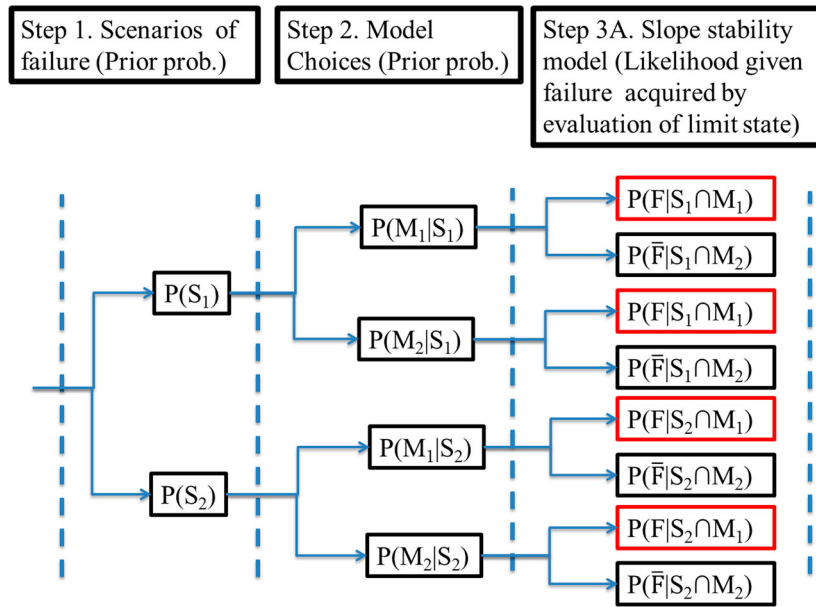 Step 1. Scenarios of
failure (Prior prob.)
Step 2. Model
Choices (Prior prob.)
Step 3A. Slope stability
model (Likelihood given
failure acquired by
evaluation of limit state)
P(S₁)
P(S₂)
P(M₁|S₁)
P(M₂|S₁)
P(M₁|S₂)
P(M₂|S₂)
P(F|S₁∩M₁)
P(F̅|S₁∩M₂)
P(F|S₁∩M₁)
P(F̅|S₁∩M₂)
P(F|S₂∩M₁)
P(F̅|S₂∩M₂)
P(F|S₂∩M₁)
P(F̅|S₂∩M₂)